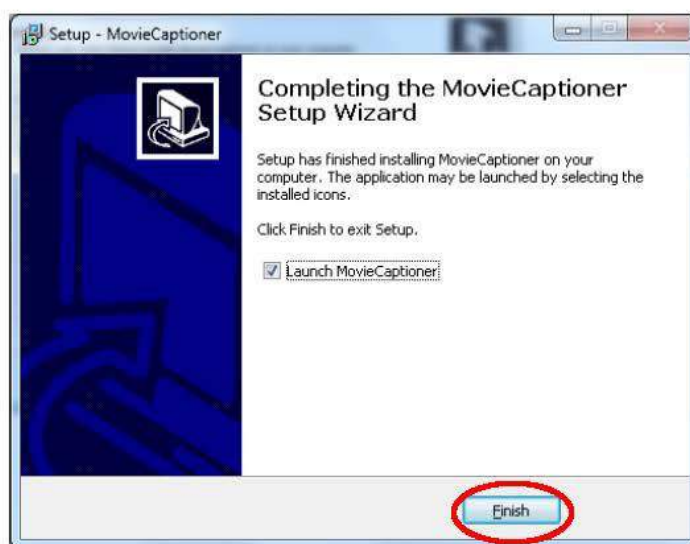 Setup - MovieCaptioner
Completing the MovieCaptioner
Setup Wizard
Setup has finished installing MovieCaptioner on your
computer. The application may be launched by selecting the
installed icons.
Click Finish to exit Setup.
Launch MovieCaptioner
Finish